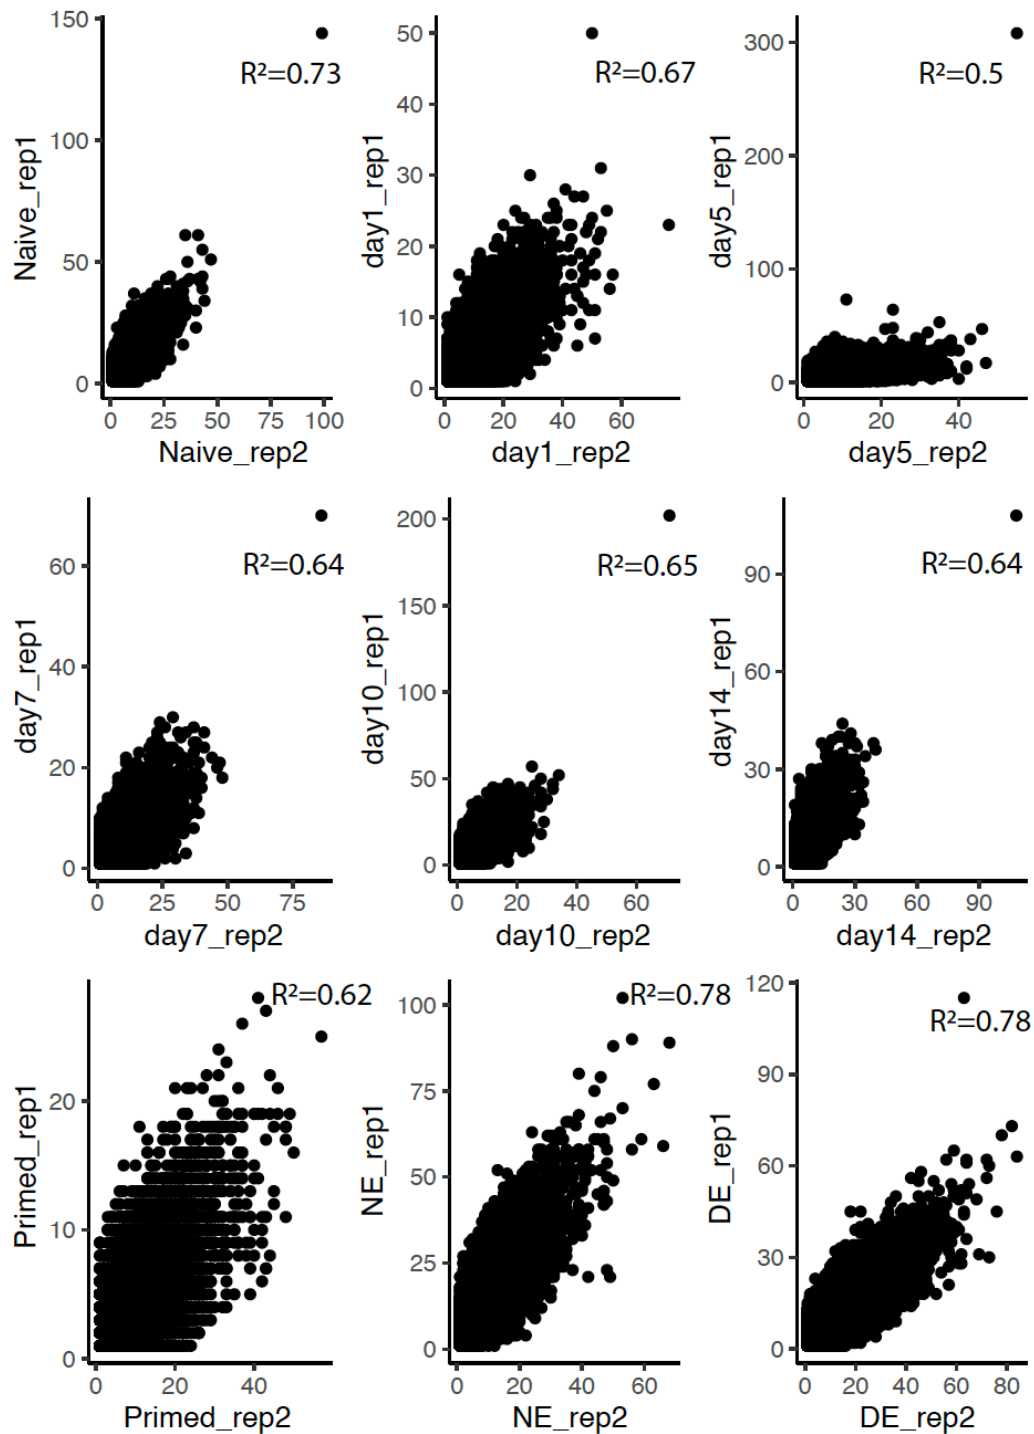 150
100
50
0
Naive_rep1
R²=0.73
0 25 50 75 100
Naive_rep2
50
40
30
20
10
0
day1_rep1
R²=0.67
0 20 40 60
day1_rep2
300
200
100
0
day5_rep1
R²=0.5
0 20 40
day5_rep2
60
40
20
0
day7_rep1
R²=0.64
0 25 50 75
day7_rep2
200
150
100
50
0
day10_rep1
R²=0.65
0 20 40 60
day10_rep2
90
60
30
0
day14_rep1
R²=0.64
0 30 60 90
day14_rep2
20
10
0
Primed_rep1
R²=0.62
0 20 40
Primed_rep2
100
75
50
25
0
NE_rep1
R²=0.78
0 20 40 60
NE_rep2
120
90
60
30
0
DE_rep1
R²=0.78
0 20 40 60 80
DE_rep2